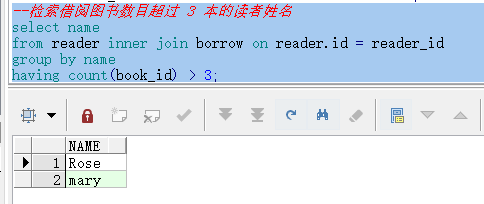 --检索借阅图书数目超过 3 本的读者姓名
select name
from reader inner join borrow on reader.id = reader_id
group by name
having count(book_id) > 3;
NAME
1 Rose
2 mary